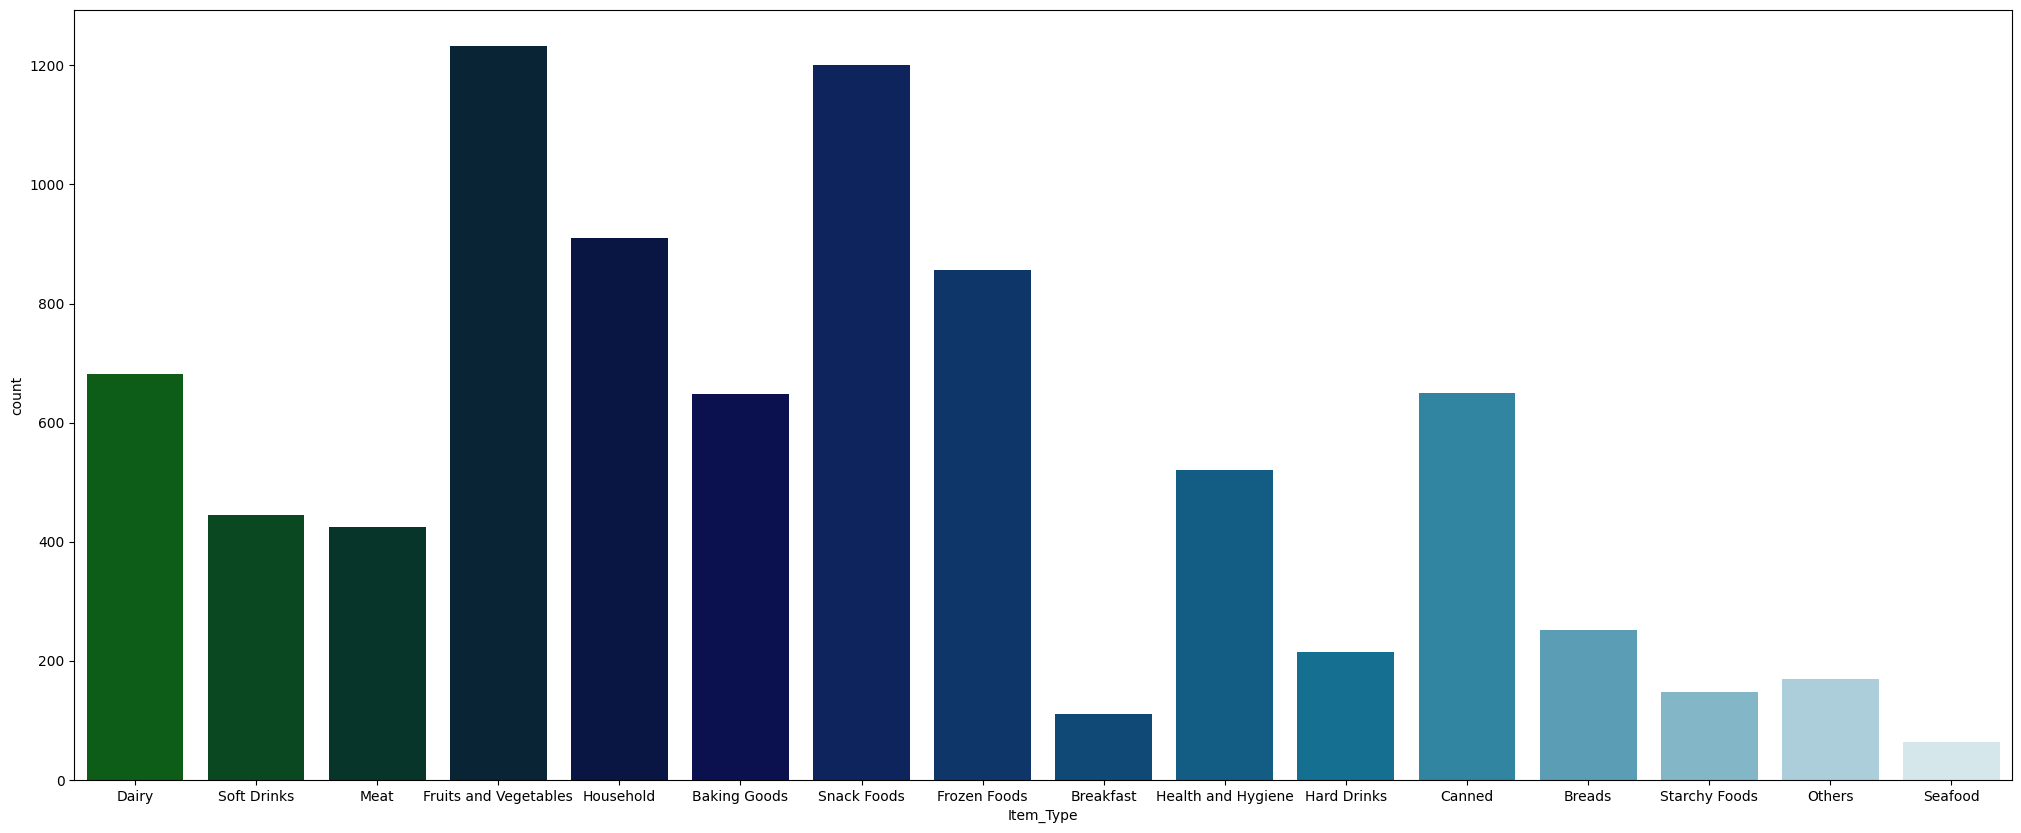 1200
1000
800
600
400
200
0
count
Dairy Soft Drinks Meat Fruits and Vegetables Household Baking Goods Snack Foods Frozen Foods Breakfast Health and Hygiene Hard Drinks Canned Breads Starchy Foods Others Seafood
Item_Type